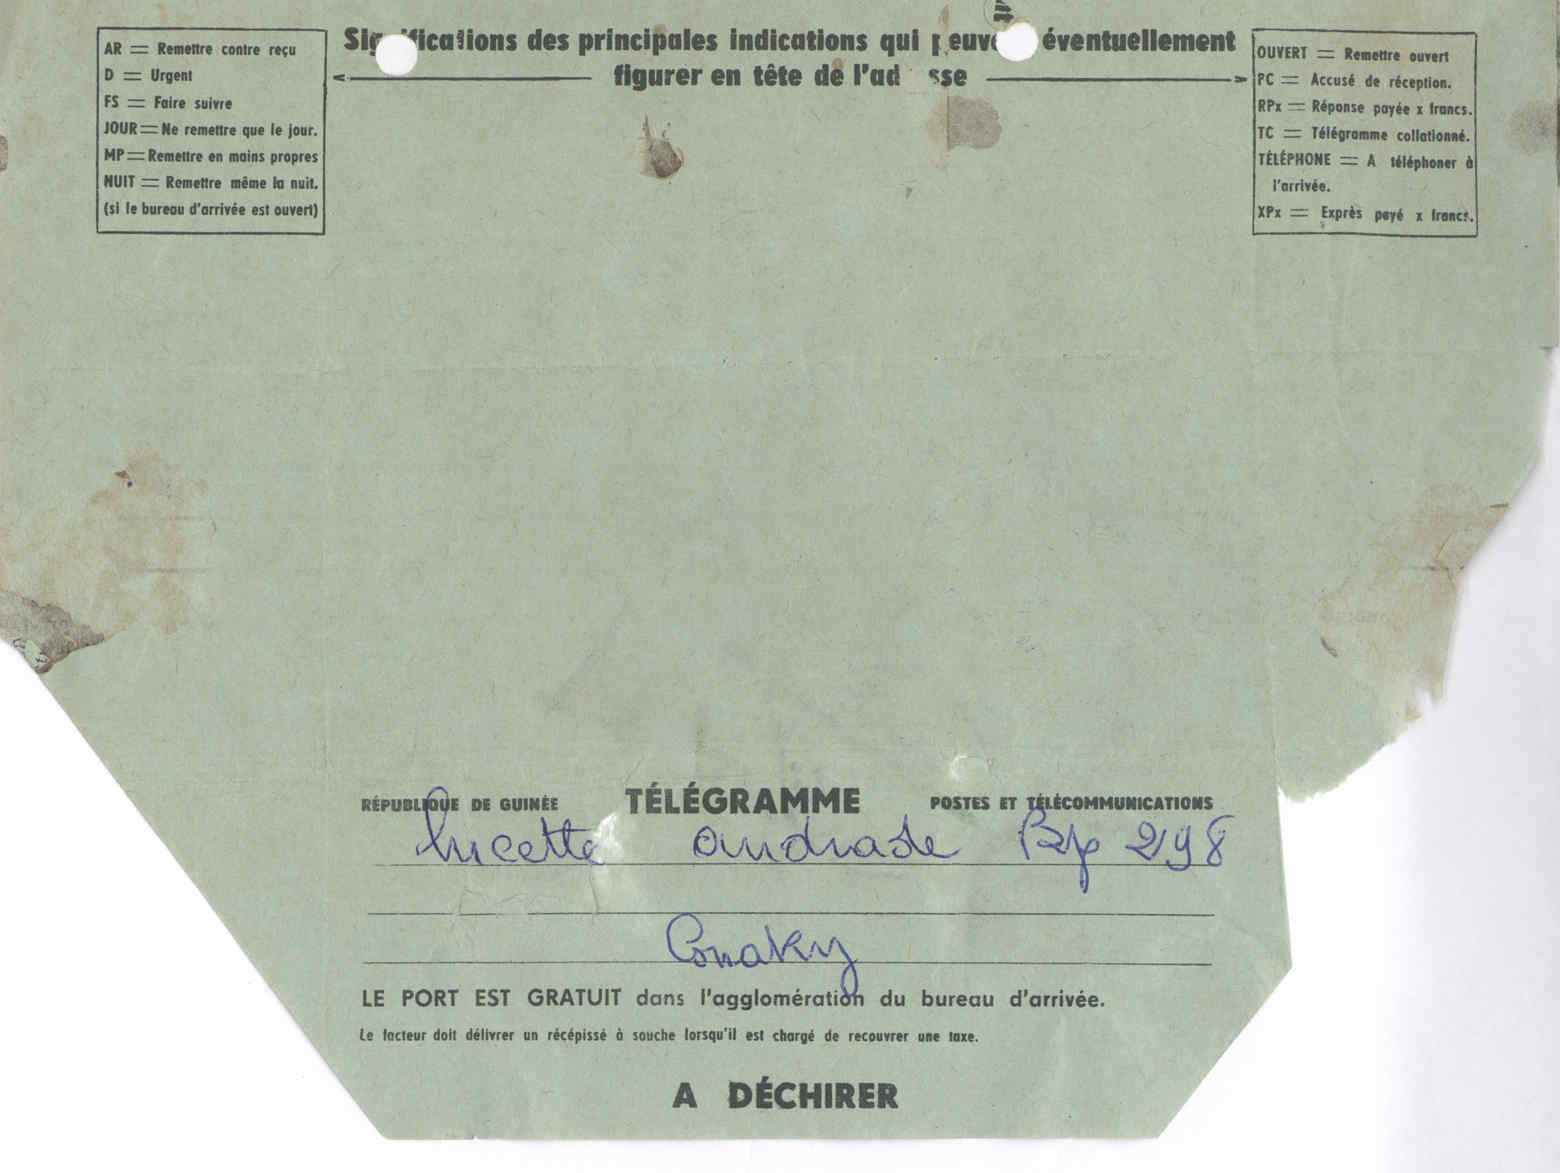 Significations des principales indications qui peuvent éventuellement
figurer en tête de l'adresse
AR = Remettre contre reçu
D = Urgent
FS = Faire suivre
JOUR = Ne remettre que le jour.
MP = Remettre en mains propres
NUIT = Remettre même la nuit.
(si le bureau d'arrivée est ouvert)
OUVERT = Remettre ouvert
PC = Accusé de réception.
RPx = Réponse payée x francs.
TC = Télégramme collationné.
TÉLÉPHONE = A téléphoner à
l'arrivée.
XPx = Exprès payé x francs.
RÉPUBLIQUE DE GUINÉE TÉLÉGRAMME POSTES ET TÉLÉCOMMUNICATIONS
Lucette andrade Bp 298
Conakry
LE PORT EST GRATUIT dans l'agglomération du bureau d'arrivée.
Le facteur doit délivrer un récépissé à souche lorsqu'il est chargé de recouvrer une taxe.
A DÉCHIRER